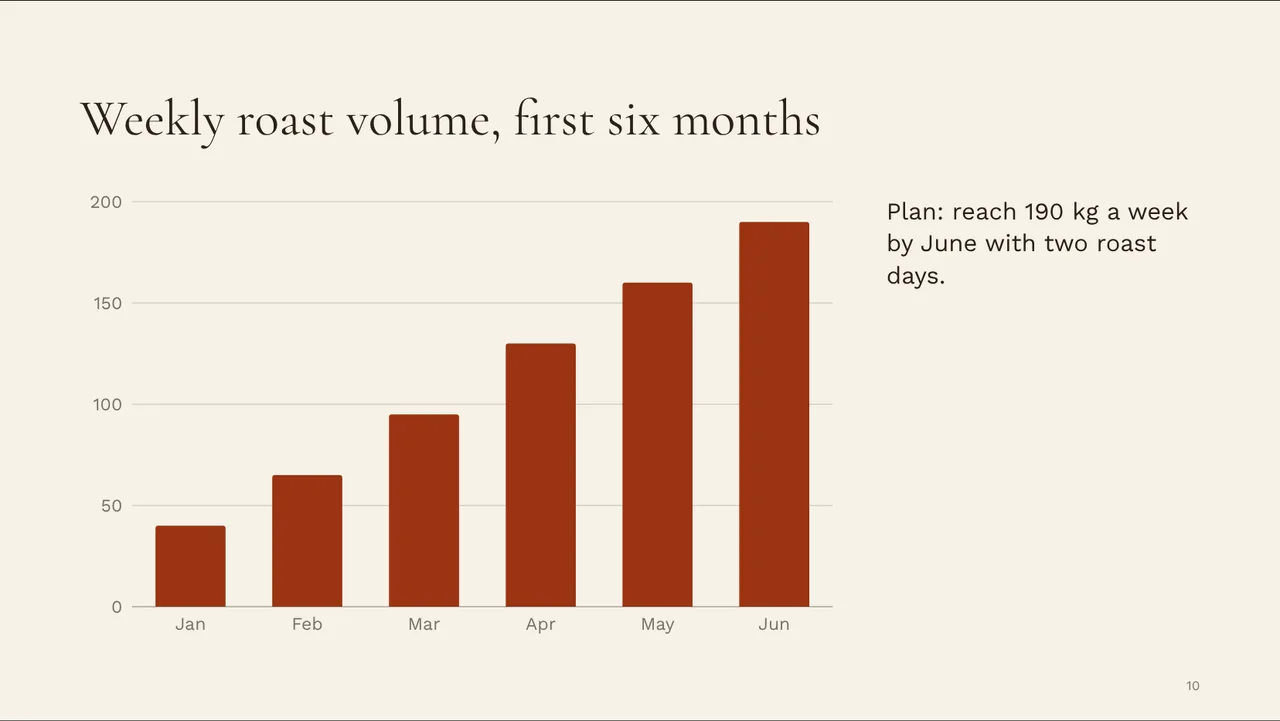 Weekly roast volume, first six months
200
150
100
50
0
Jan Feb Mar Apr May Jun
Plan: reach 190 kg a week
by June with two roast
days.
10